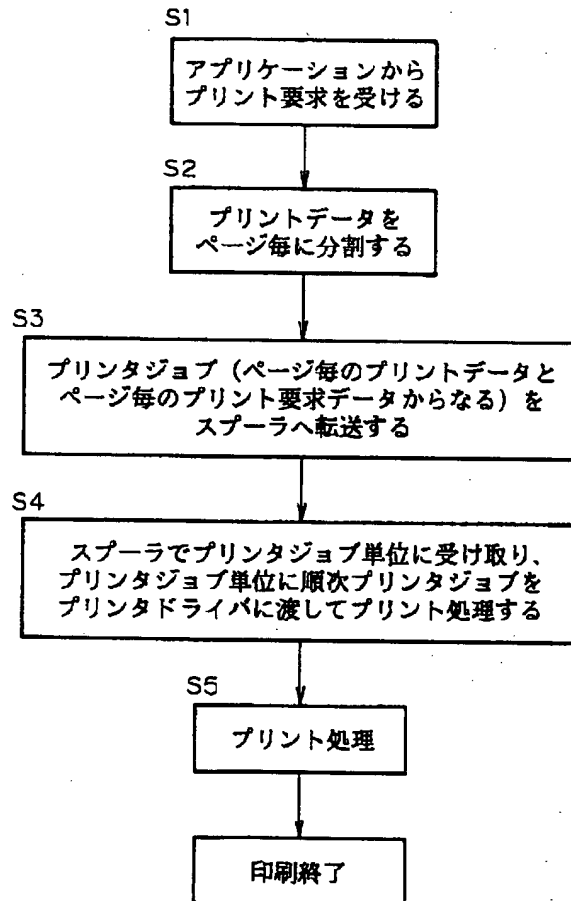 S1
アプリケーションから
プリント要求を受ける
S2
プリントデータを
ページ毎に分割する
S3
プリンタジョブ（ページ毎のプリントデータと
ページ毎のプリント要求データからなる）を
スプーラへ転送する
S4
スプーラでプリンタジョブ単位に受け取り、
プリンタジョブ単位に順次プリンタジョブを
プリンタドライバに渡してプリント処理する
S5
プリント処理
印刷終了